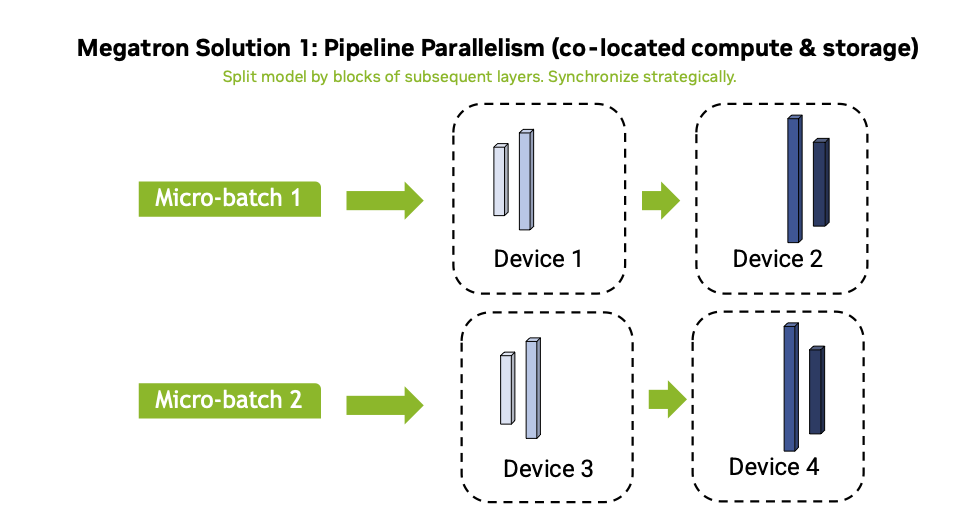 Megatron Solution 1: Pipeline Parallelism (co-located compute & storage)
Split model by blocks of subsequent layers. Synchronize strategically.
Micro-batch 1
Device 1
Device 2
Micro-batch 2
Device 3
Device 4